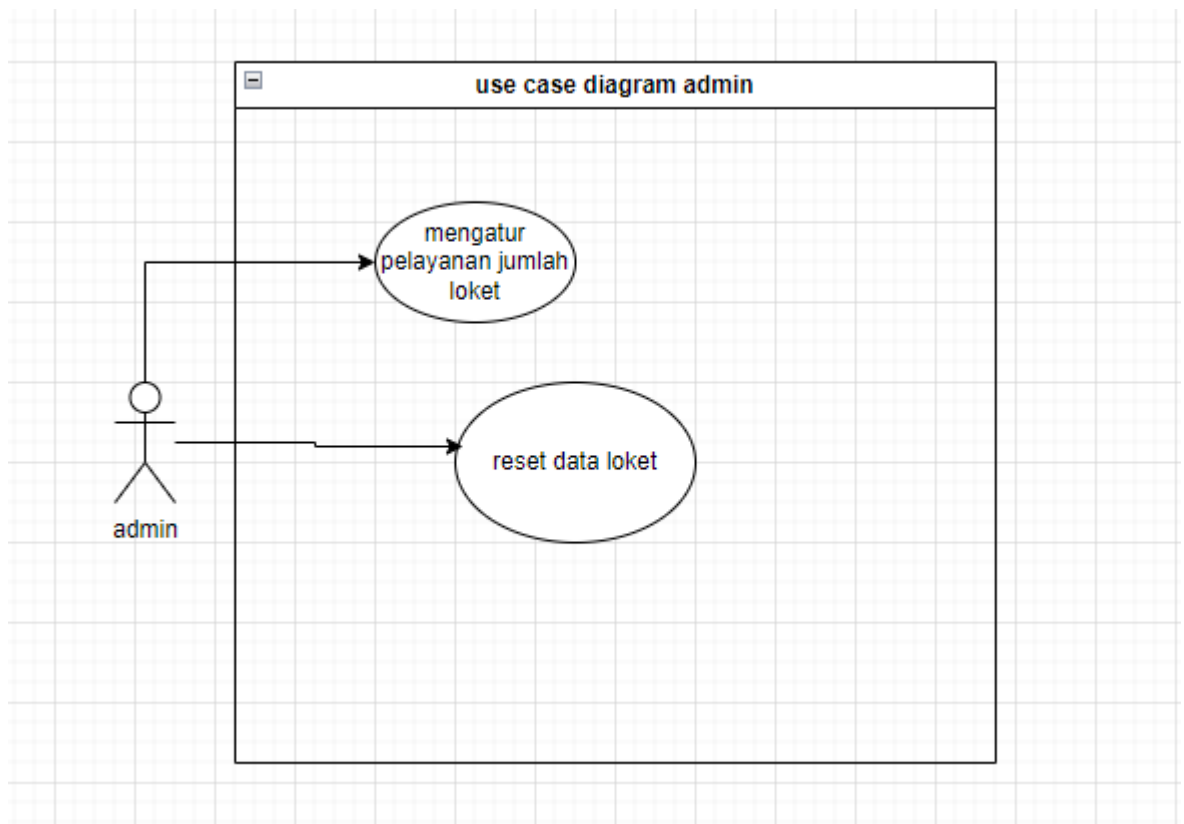 use case diagram admin
mengatur
pelayanan jumlah
loket
reset data loket
admin